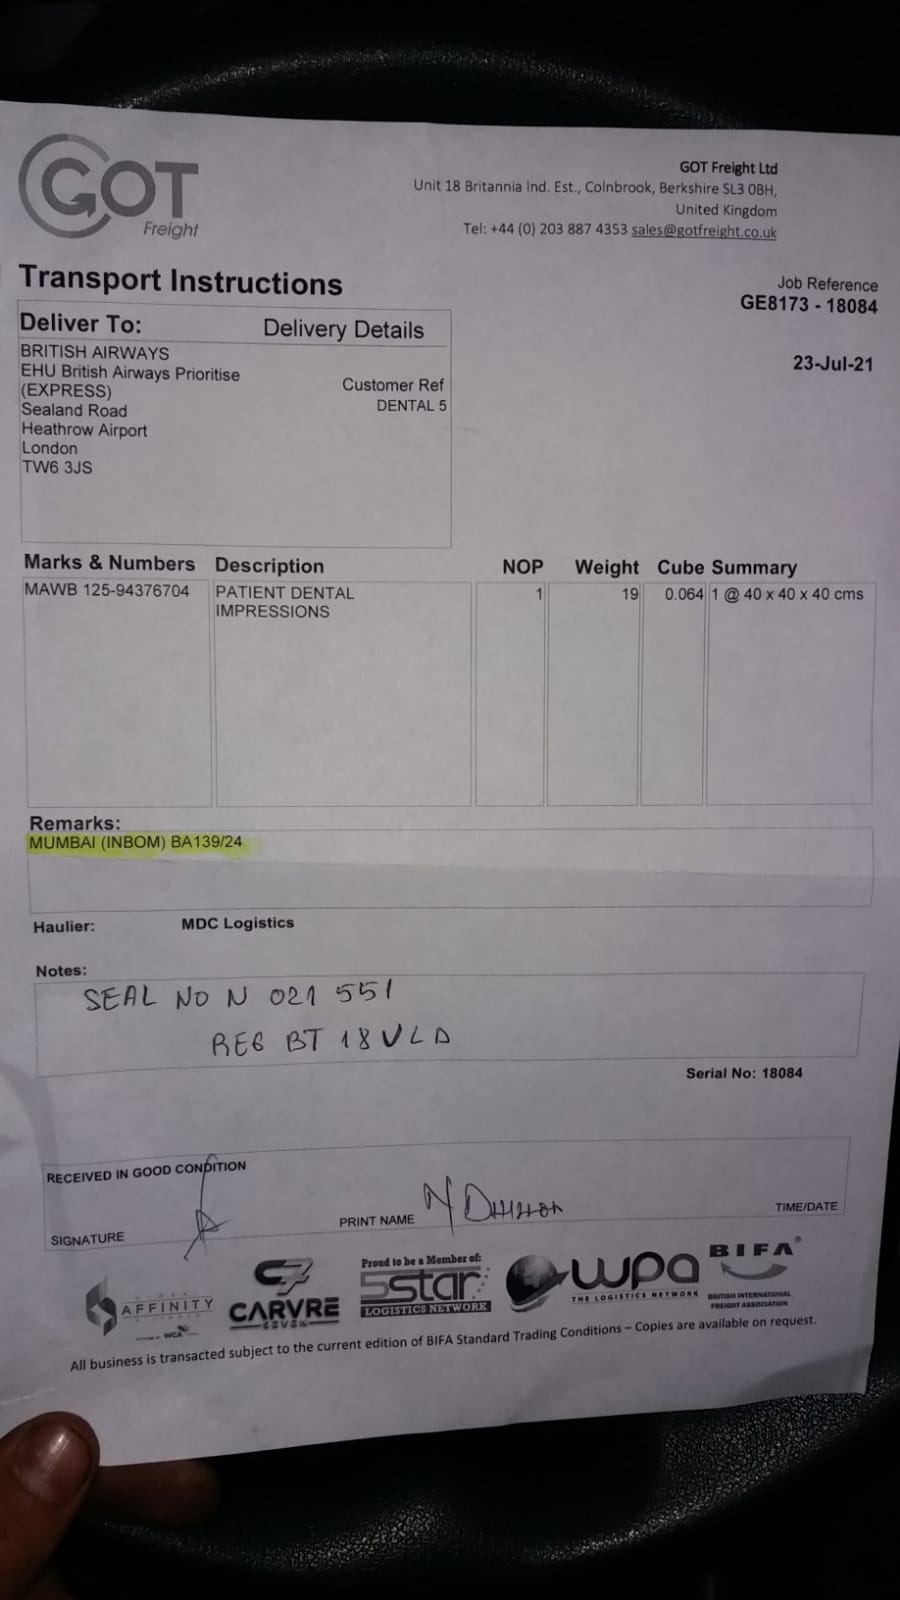 GOT
Freight
GOT Freight Ltd
Unit 18 Britannia Ind. Est., Colnbrook, Berkshire SL3 0BH,
United Kingdom
Tel: +44 (0) 203 887 4353 sales@gotfreight.co.uk
Transport Instructions
Job Reference
GE8173 - 18084
23-Jul-21
Deliver To: Delivery Details
BRITISH AIRWAYS
EHU British Airways Prioritise
(EXPRESS)
Sealand Road
Heathrow Airport
London
TW6 3JS
Customer Ref
DENTAL 5
Marks & Numbers Description NOP Weight Cube Summary
MAWB 125-94376704 PATIENT DENTAL 1 19 0.064 1 @ 40 x 40 x 40 cms
IMPRESSIONS
Remarks:
MUMBAI (INBOM) BA139/24
Haulier: MDC Logistics
Notes:
SEAL NO N 021 551
REG BT 18 VLD
Serial No: 18084
RECEIVED IN GOOD CONDITION
SIGNATURE PRINT NAME N TIME/DATE
AFFINITY
WCA
CARVRE
SEVEN
Proud to be a Member of:
5star
LOGISTICS NETWORK
wpa
THE LOGISTICS NETWORK
BIFA®
BRITISH INTERNATIONAL
FREIGHT ASSOCIATION
All business is transacted subject to the current edition of BIFA Standard Trading Conditions – Copies are available on request.